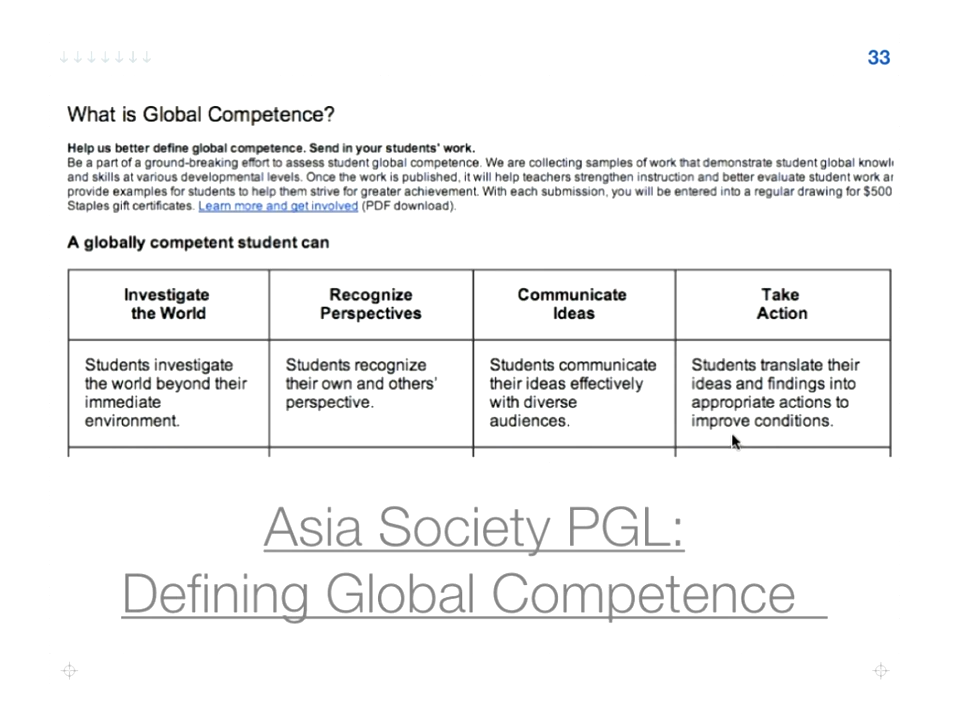 33
What is Global Competence?
Help us better define global competence. Send in your students' work.
Be a part of a ground-breaking effort to assess student global competence. We are collecting samples of work that demonstrate student global
and skills at various developmental levels. Once the work is published, it will help teachers strengthen instruction and better evaluate student work
provide examples for students to help them strive for greater achievement. With each submission, you will be entered into a regular drawing for $500
Staples gift certificates. Learn more and get involved (PDF download).
A globally competent student can
Investigate
the World
Recognize
Perspectives
Communicate
Ideas
Take
Action
Students investigate
the world beyond their
immediate
environment.
Students recognize
their own and others'
perspective.
Students communicate
their ideas effectively
with diverse
audiences.
Students translate their
ideas and findings into
appropriate actions to
improve conditions.
Asia Society PGL:
Defining Global Competence